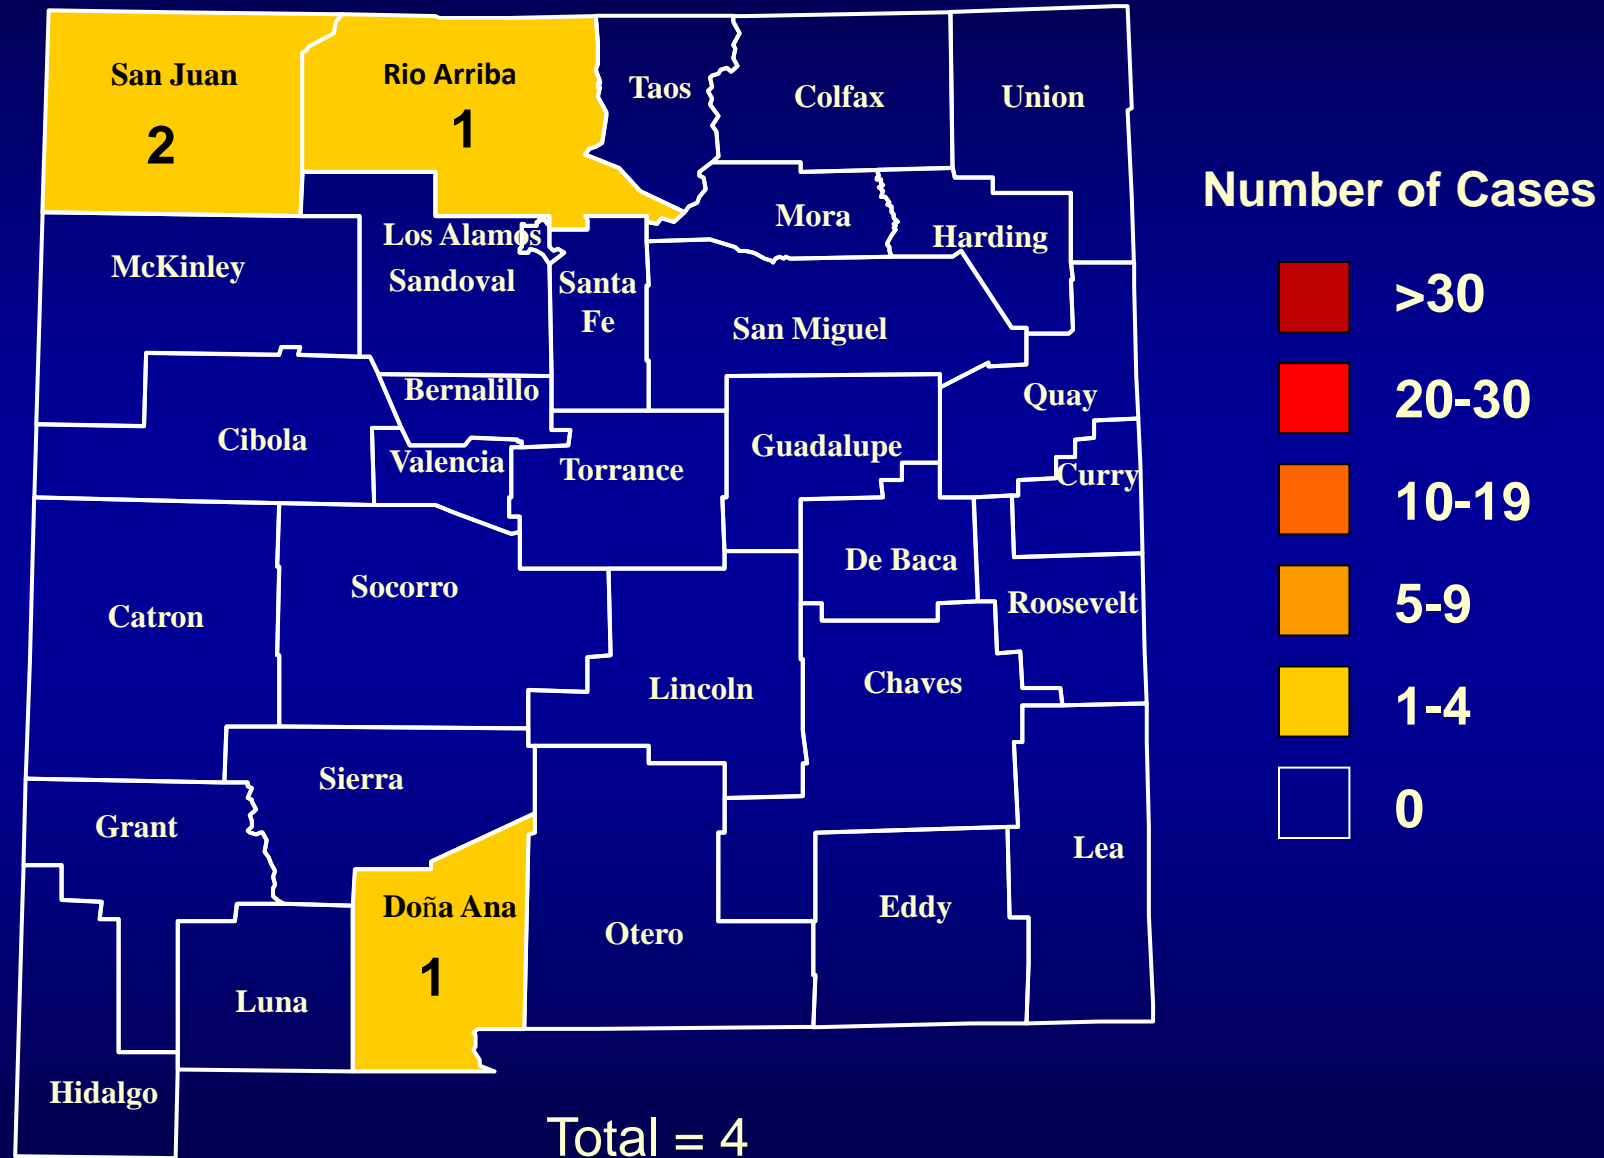 San Juan
2
Rio Arriba
1
Taos
Colfax
Union
Los Alamos
McKinley
Sandoval
Santa
Fe
Mora
Harding
San Miguel
Bernalillo
Quay
Cibola
Valencia
Torrance
Guadalupe
Curry
De Baca
Socorro
Catron
Roosevelt
Lincoln
Chaves
Sierra
Grant
Lea
Doña Ana
1
Otero
Eddy
Luna
Hidalgo
Total = 4
Number of Cases
>30
20-30
10-19
5-9
1-4
0